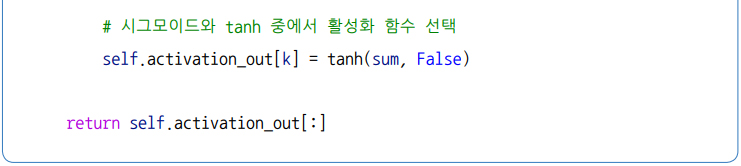 # 시그모이드와 tanh 중에서 활성화 함수 선택
self.activation_out[k] = tanh(sum, False)
return self.activation_out[:]